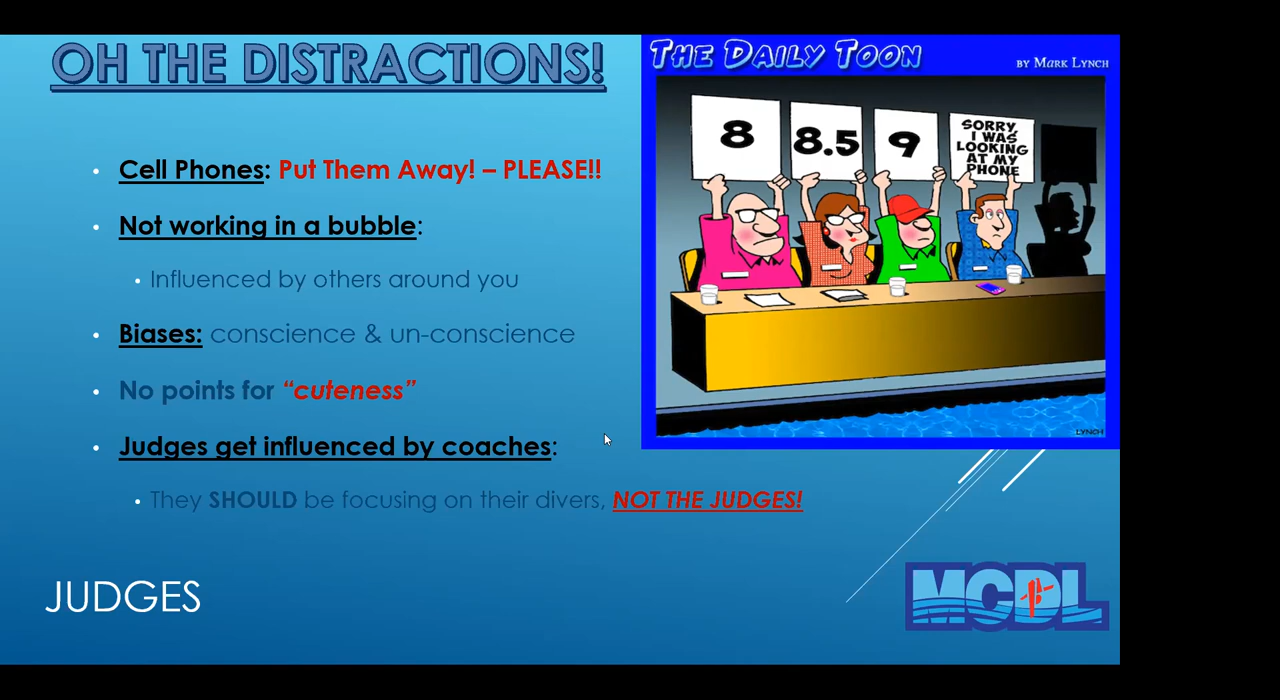 OH THE DISTRACTIONS!
• Cell Phones: Put Them Away! – PLEASE!!
• Not working in a bubble:
• Influenced by others around you
• Biases: conscience & un-conscience
• No points for “cuteness”
• Judges get influenced by coaches:
• They SHOULD be focusing on their divers, NOT THE JUDGES!
JUDGES
THE DAILY TOON
BY MARK LYNCH
8
8.5
9
SORRY,
I WAS
LOOKING
AT MY
PHONE
LYNCH
MCDL